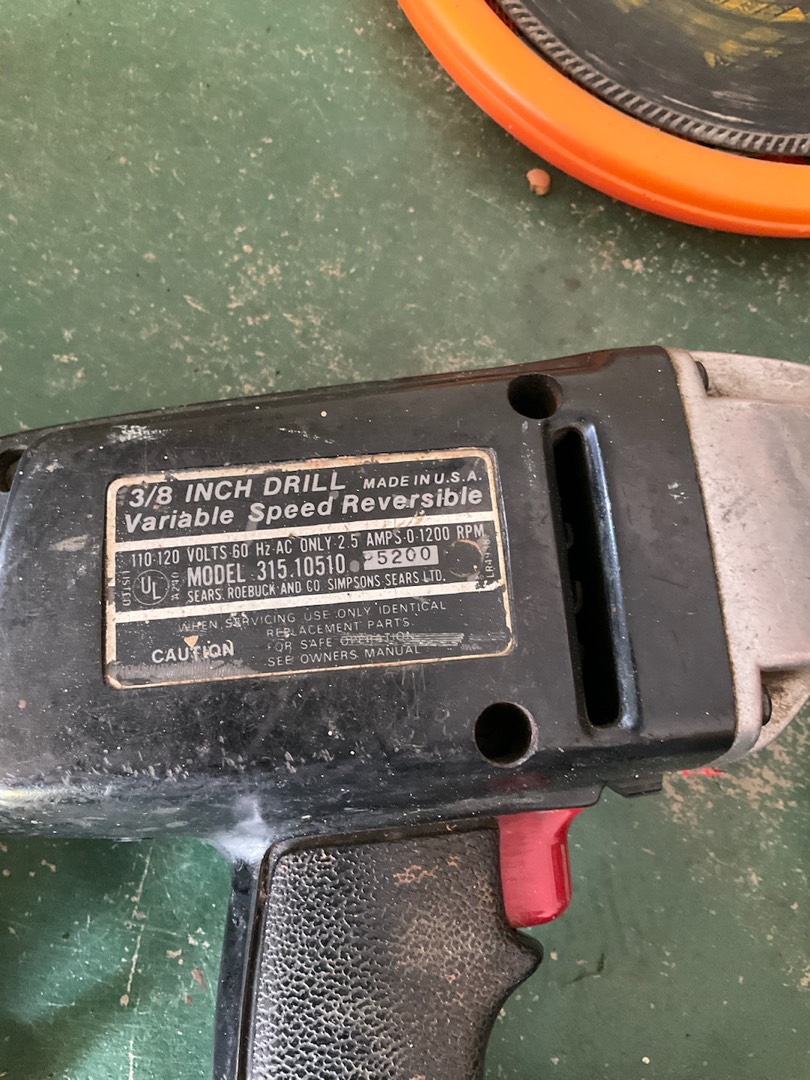 3/8 INCH DRILL MADE IN U.S.A.
Variable Speed Reversible
110-120 VOLTS 60 Hz AC ONLY 2.5 AMPS 0-1200 RPM
UL
MODEL 315.10510 P5200
SEARS, ROEBUCK AND CO. SIMPSONS SEARS LTD.
WHEN SERVICING USE ONLY IDENTICAL
REPLACEMENT PARTS.
CAUTION
FOR SAFE OPERATION
SEE OWNERS MANUAL